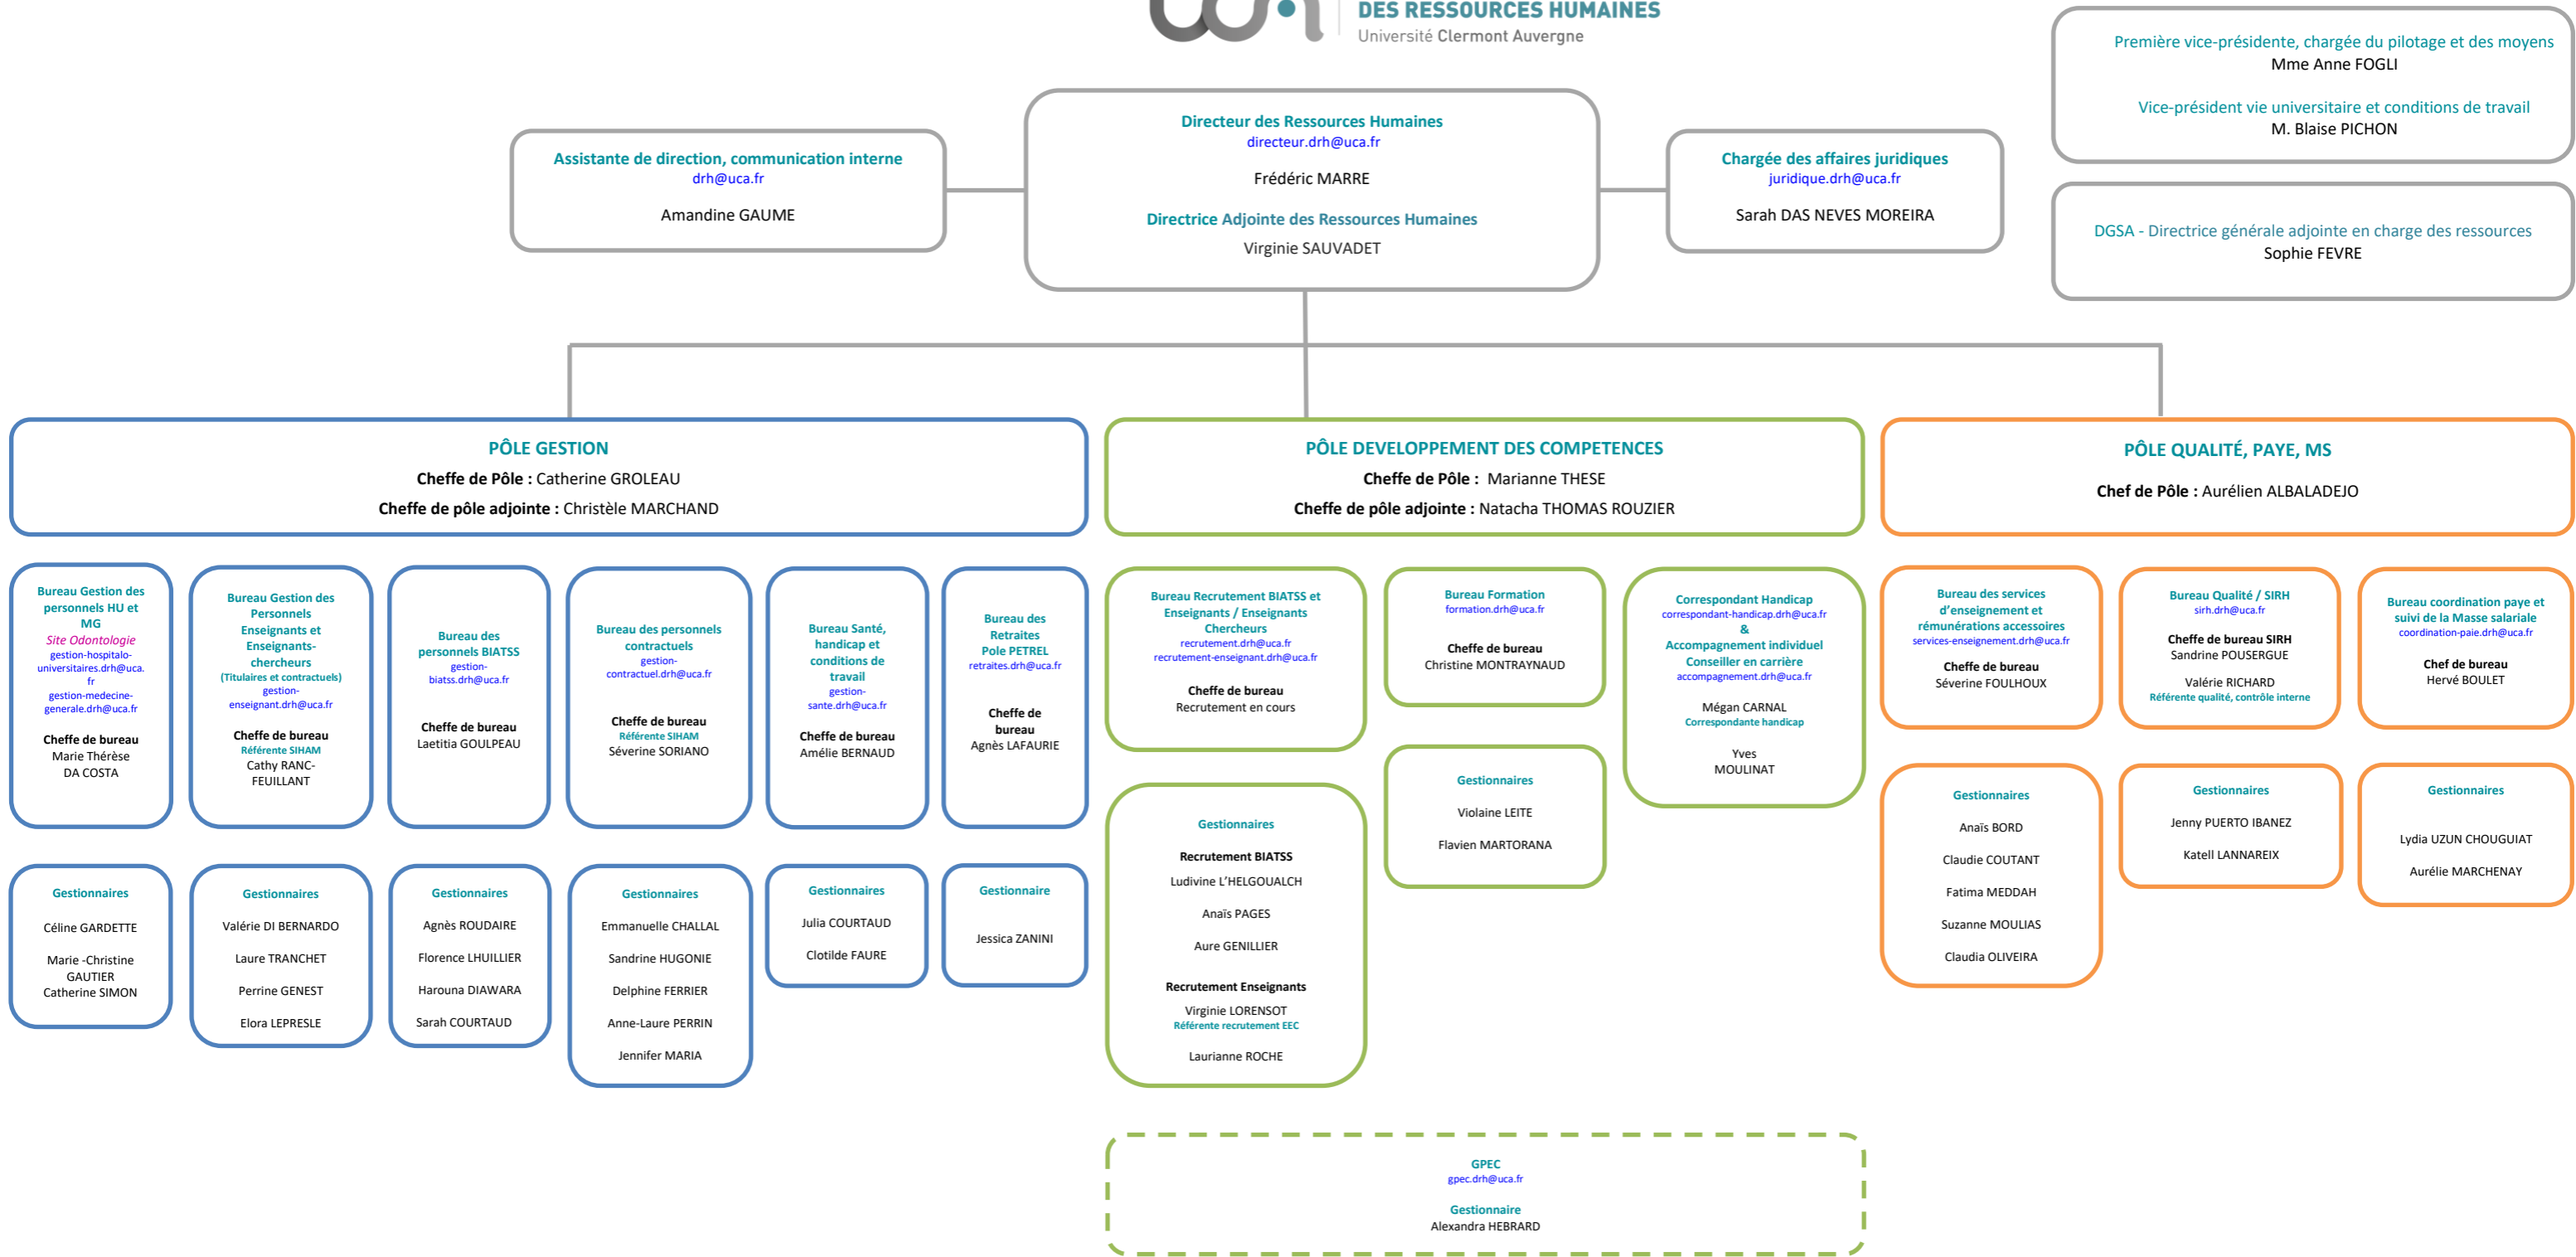 DES RESSOURCES HUMAINES
Université Clermont Auvergne
Première vice-présidente, chargée du pilotage et des moyens
Mme Anne FOGLI
Vice-président vie universitaire et conditions de travail
M. Blaise PICHON
DGSA - Directrice générale adjointe en charge des ressources
Sophie FEVRE
Assistante de direction, communication interne
drh@uca.fr
Amandine GAUME
Directeur des Ressources Humaines
directeur.drh@uca.fr
Frédéric MARRE
Directrice Adjointe des Ressources Humaines
Virginie SAUVADET
Chargée des affaires juridiques
juridique.drh@uca.fr
Sarah DAS NEVES MOREIRA
PÔLE GESTION
Cheffe de Pôle : Catherine GROLEAU
Cheffe de pôle adjointe : Christèle MARCHAND
PÔLE DEVELOPPEMENT DES COMPETENCES
Cheffe de Pôle : Marianne THESE
Cheffe de pôle adjointe : Natacha THOMAS ROUZIER
PÔLE QUALITÉ, PAYE, MS
Chef de Pôle : Aurélien ALBALADEJO
Bureau Gestion des
personnels HU et
MG
Site Odontologie
gestion-hospitalo-
universitaires.drh@uca.
fr
gestion-medecine-
generale.drh@uca.fr
Cheffe de bureau
Marie Thérèse
DA COSTA
Bureau Gestion des
Personnels
Enseignants et
Enseignants-
chercheurs
(Titulaires et contractuels)
gestion-
enseignant.drh@uca.fr
Cheffe de bureau
Référente SIHAM
Cathy RANC-
FEUILLANT
Bureau des
personnels BIATSS
gestion-
biatss.drh@uca.fr
Cheffe de bureau
Laetitia GOULPEAU
Bureau des personnels
contractuels
gestion-
contractuel.drh@uca.fr
Cheffe de bureau
Référente SIHAM
Séverine SORIANO
Bureau Santé,
handicap et
conditions de
travail
gestion-
sante.drh@uca.fr
Cheffe de bureau
Amélie BERNAUD
Bureau des
Retraites
Pole PETREL
retraites.drh@uca.fr
Cheffe de
bureau
Agnès LAFAURIE
Bureau Recrutement BIATSS et
Enseignants / Enseignants
Chercheurs
recrutement.drh@uca.fr
recrutement-enseignant.drh@uca.fr
Cheffe de bureau
Recrutement en cours
Bureau Formation
formation.drh@uca.fr
Cheffe de bureau
Christine MONTRAYNAUD
Correspondant Handicap
correspondant-handicap.drh@uca.fr
&
Accompagnement individuel
Conseiller en carrière
accompagnement.drh@uca.fr
Mégan CARNAL
Correspondante handicap
Yves
MOULINAT
Bureau des services
d'enseignement et
rémunérations accessoires
services-enseignement.drh@uca.fr
Cheffe de bureau
Séverine FOULHOUX
Bureau Qualité / SIRH
sirh.drh@uca.fr
Cheffe de bureau SIRH
Sandrine POUSERGUE
Valérie RICHARD
Référente qualité, contrôle interne
Bureau coordination paye et
suivi de la Masse salariale
coordination-paie.drh@uca.fr
Chef de bureau
Hervé BOULET
Gestionnaires
Céline GARDETTE
Marie -Christine
GAUTIER
Catherine SIMON
Gestionnaires
Valérie DI BERNARDO
Laure TRANCHET
Perrine GENEST
Elora LEPRESLE
Gestionnaires
Agnès ROUDAIRE
Florence LHUILLIER
Harouna DIAWARA
Sarah COURTAUD
Gestionnaires
Emmanuelle CHALLAL
Sandrine HUGONIE
Delphine FERRIER
Anne-Laure PERRIN
Jennifer MARIA
Gestionnaires
Julia COURTAUD
Clotilde FAURE
Gestionnaire
Jessica ZANINI
Gestionnaires
Recrutement BIATSS
Ludivine L'HELGOUALCH
Anaïs PAGES
Aure GENILLIER
Recrutement Enseignants
Virginie LORENSOT
Référente recrutement EEC
Laurianne ROCHE
Gestionnaires
Violaine LEITE
Flavien MARTORANA
Gestionnaires
Anaïs BORD
Claudie COUTANT
Fatima MEDDAH
Suzanne MOULIAS
Claudia OLIVEIRA
Gestionnaires
Jenny PUERTO IBANEZ
Katell LANNAREIX
Gestionnaires
Lydia UZUN CHOUGUIAT
Aurélie MARCHENAY
GPEC
gpec.drh@uca.fr
Gestionnaire
Alexandra HEBRARD